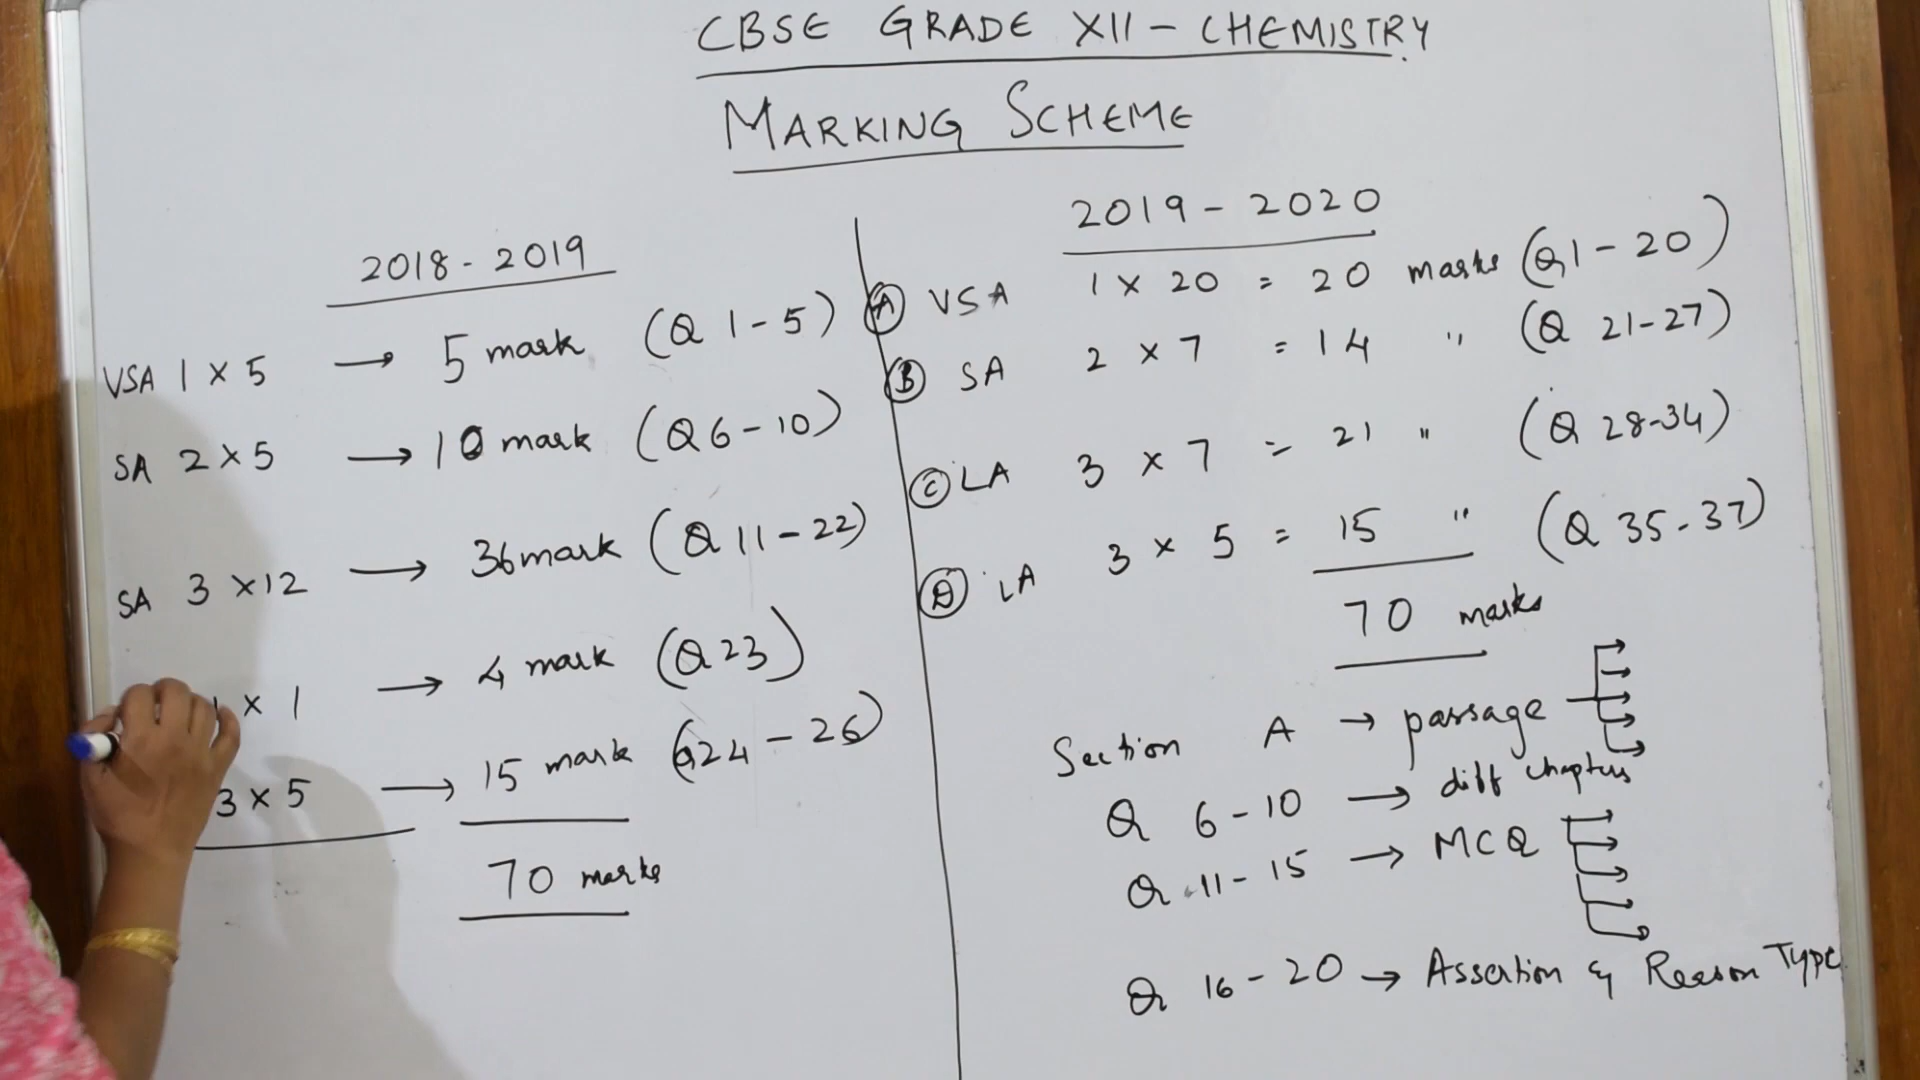 CBSE GRADE XII - CHEMISTRY
MARKING SCHEME
2018 - 2019
VSA 1 × 5 → 5 mark (Q 1-5)
SA 2 × 5 → 10 mark (Q 6-10)
SA 3 × 12 → 36 mark (Q 11-22)
× 1 → 4 mark (Q 23)
3 × 5 → 15 mark (Q24 - 26)
70 marks
2019 - 2020
A VSA 1 × 20 = 20 marks (Q1 - 20)
B SA 2 × 7 = 14 " (Q 21-27)
C LA 3 × 7 = 21 " (Q 28-34)
D LA 3 × 5 = 15 " (Q 35-37)
70 marks
Section A → passage
Q 6-10 → diff chapters
Q 11-15 → MCQ
Q 16-20 → Assertion & Reason Type